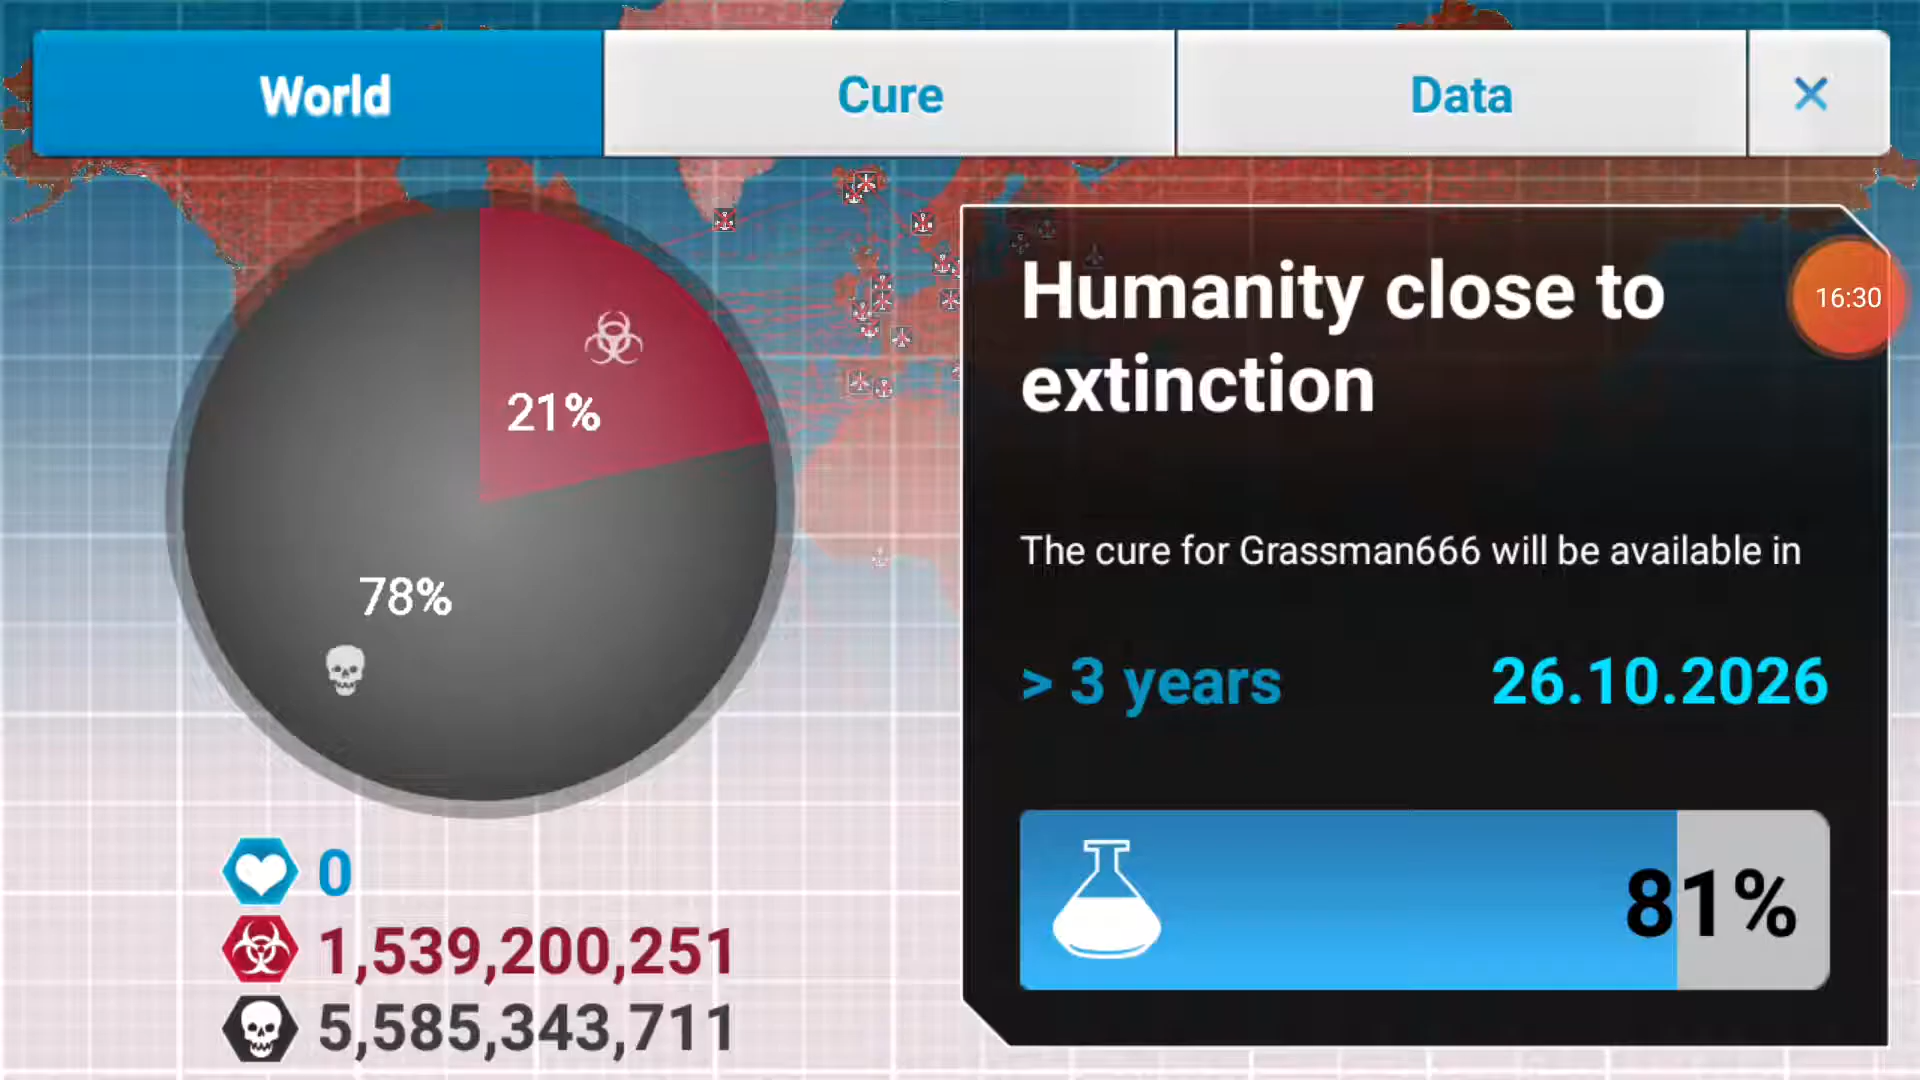 World
Cure
Data
×
21%
78%
0
1,539,200,251
5,585,343,711
Humanity close to
extinction
16:30
The cure for Grassman666 will be available in
> 3 years
26.10.2026
81%